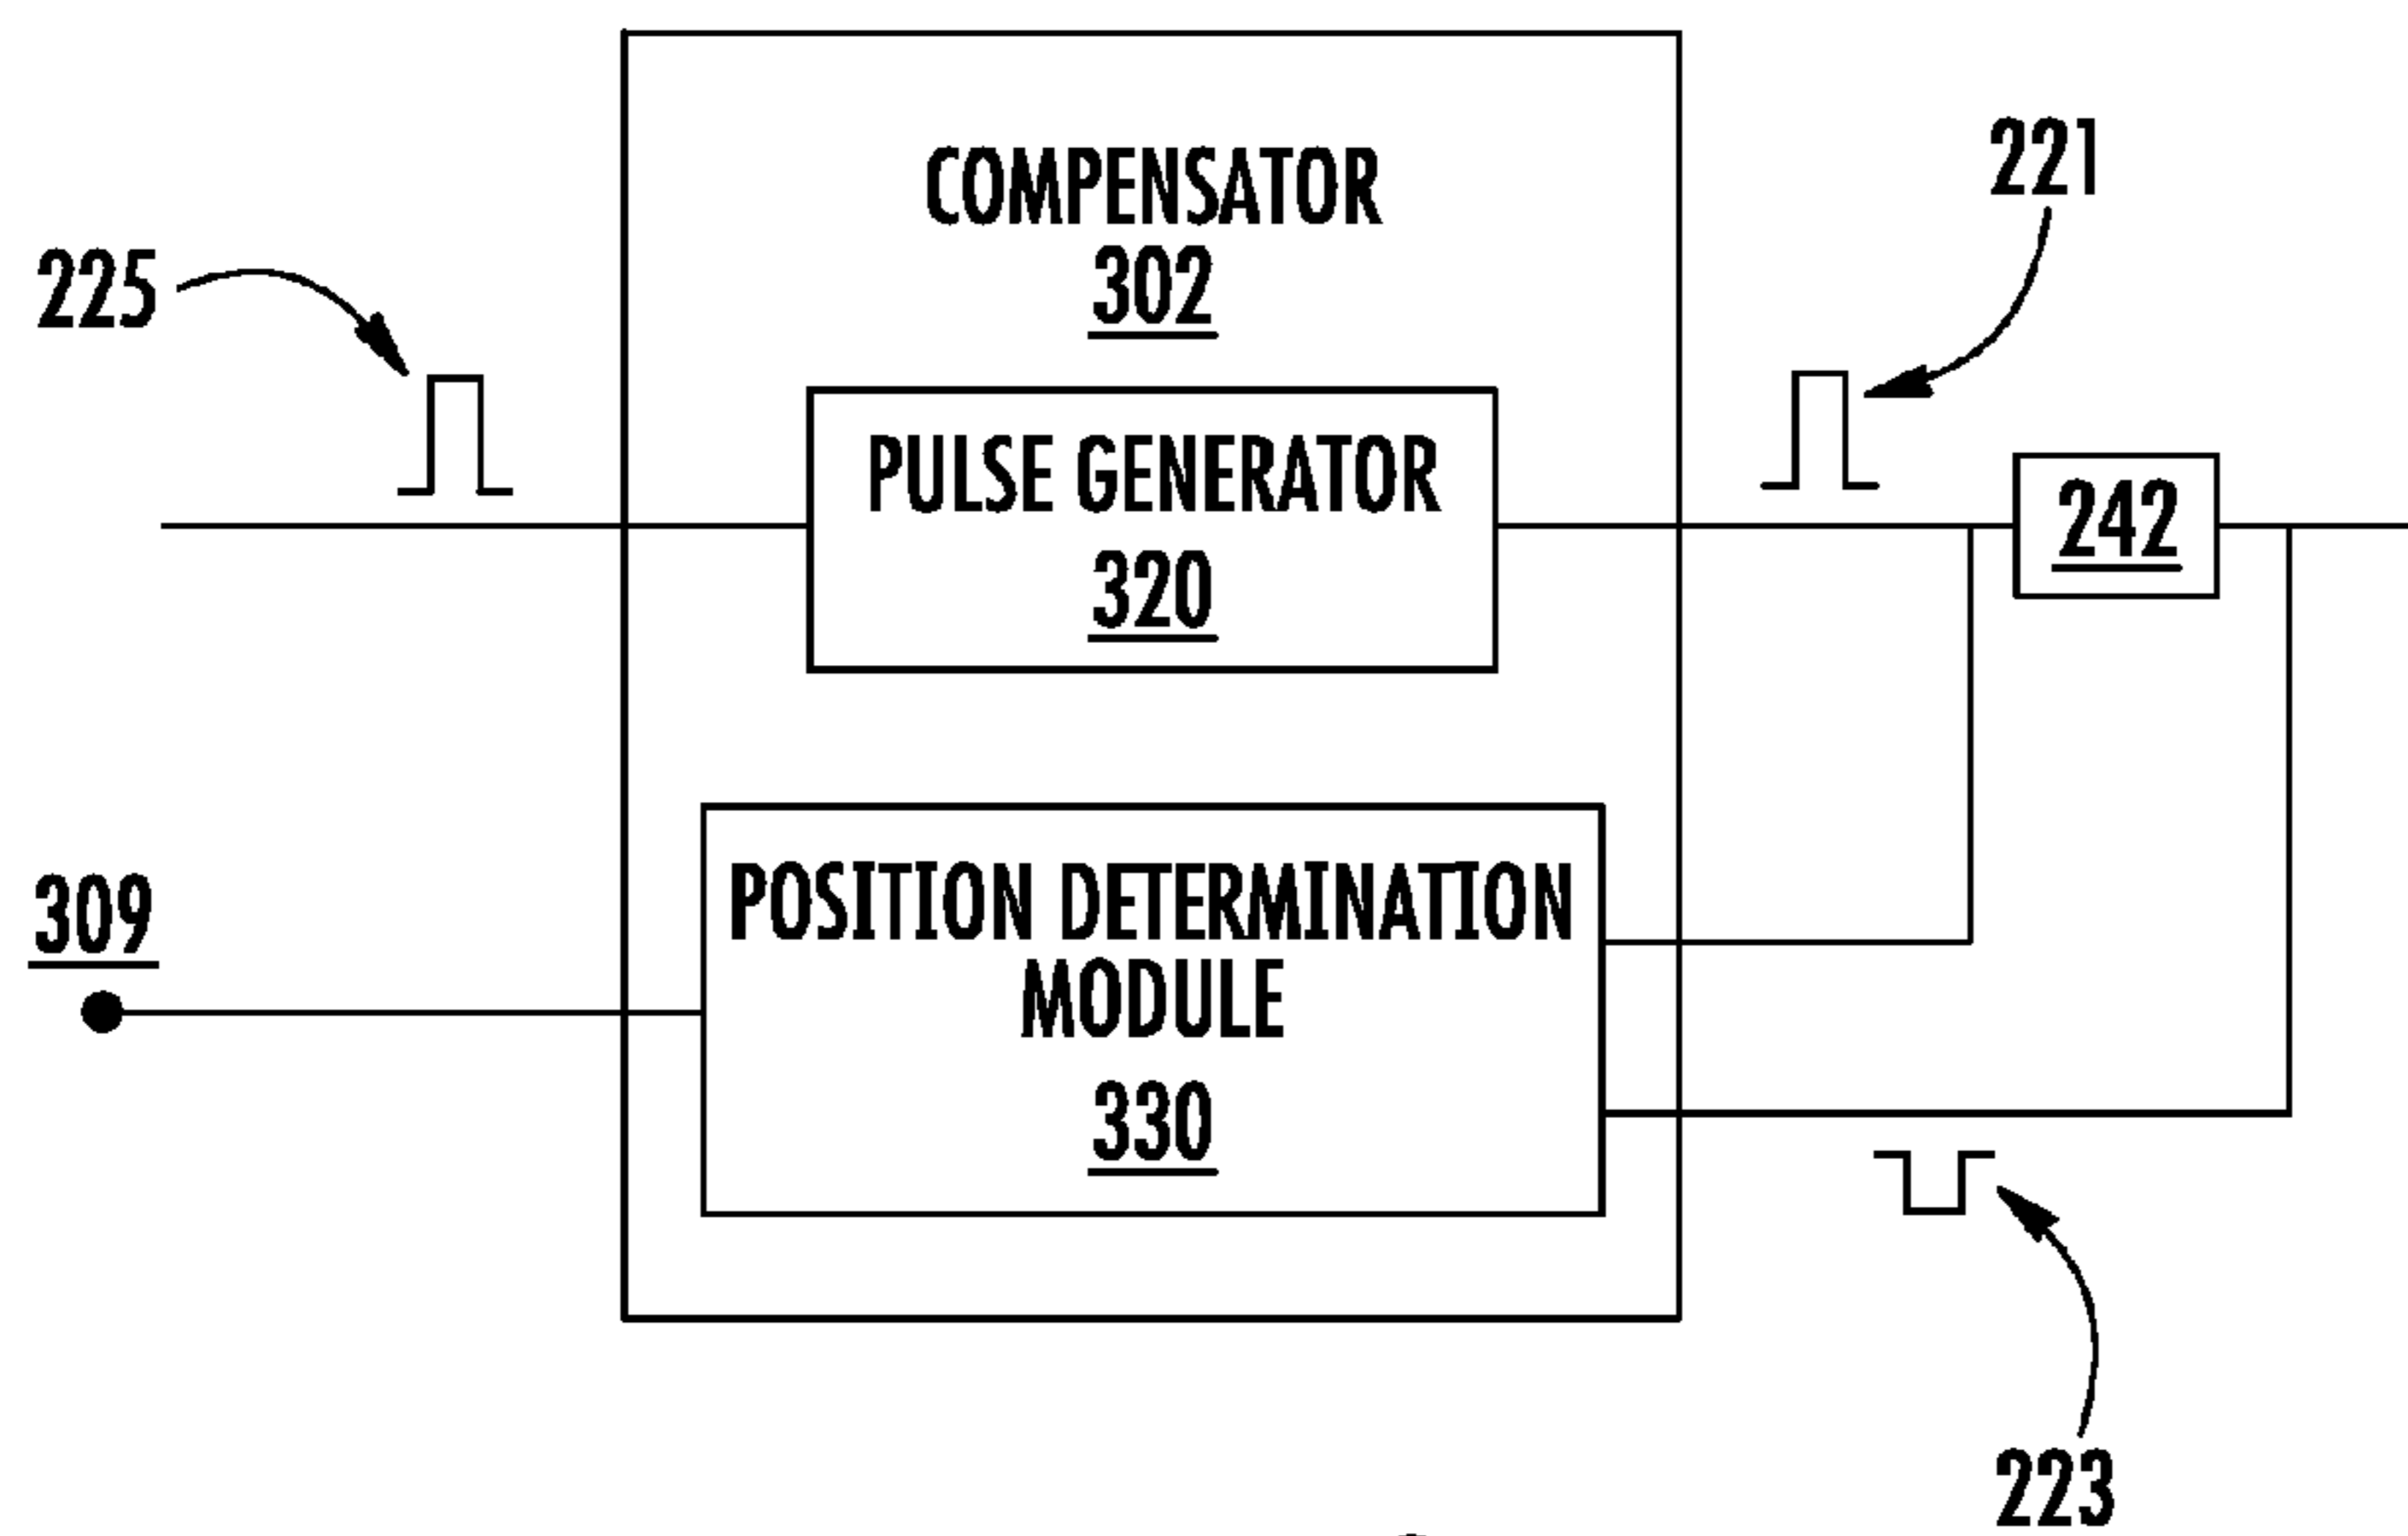 COMPENSATOR
302
221
225
PULSE GENERATOR
320
242
309
POSITION DETERMINATION
MODULE
330
223